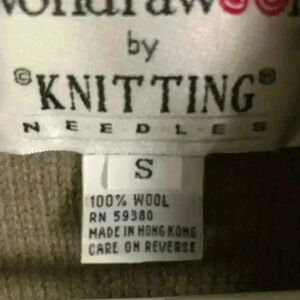 by
©KNITTING®
NEEDLES
S
100% WOOL
RN 59380
MADE IN HONG KONG
CARE ON REVERSE